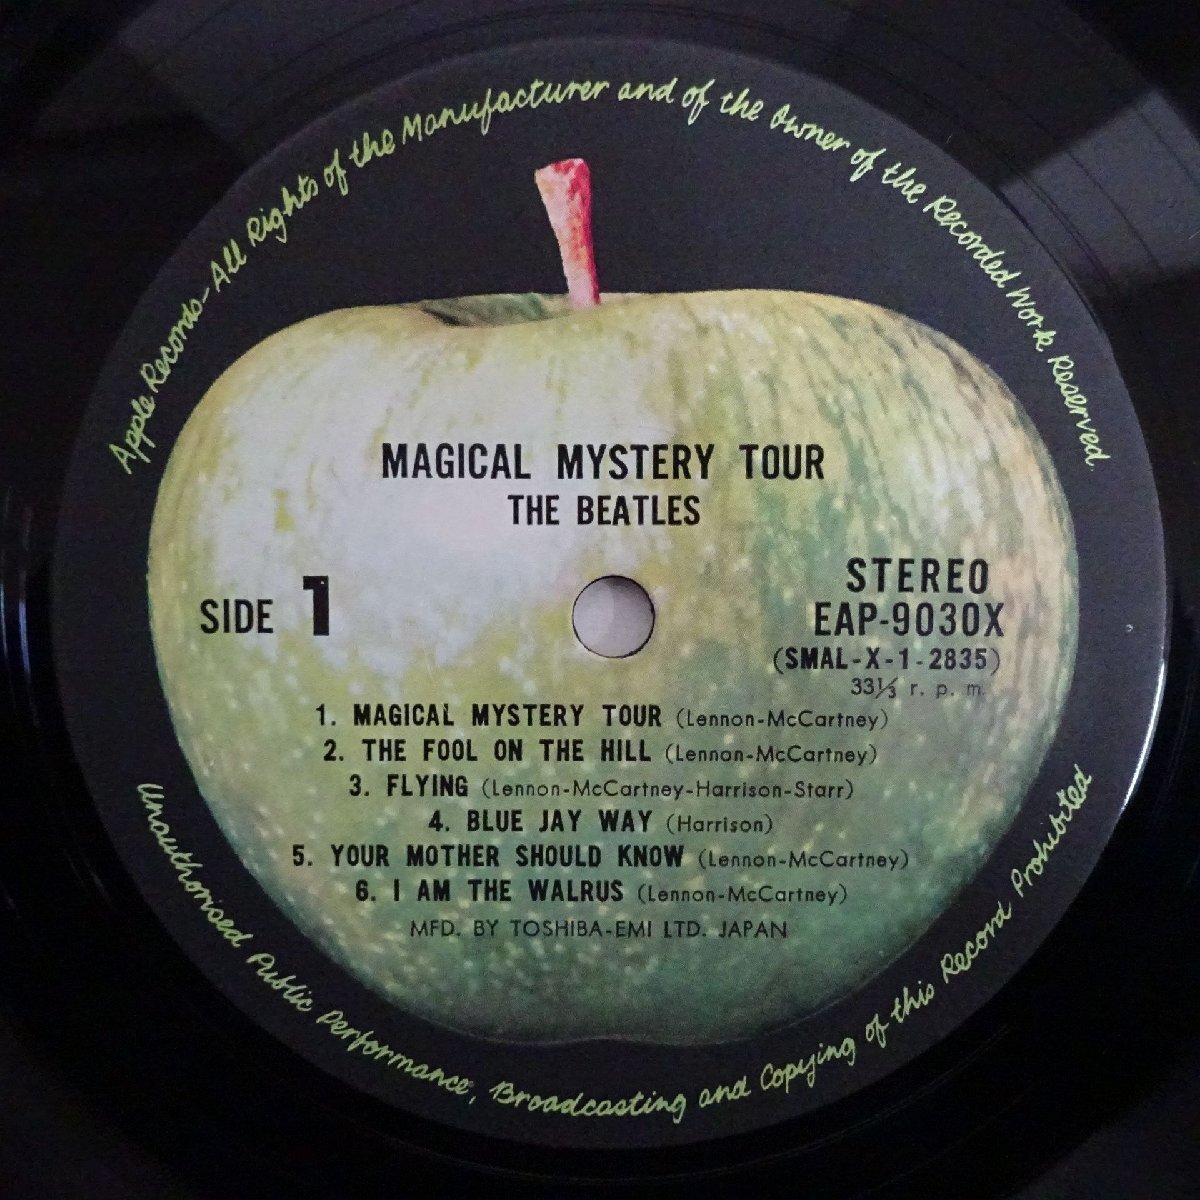 Apple Records-All Rights of the Manufacturer and of the Owner of the Recorded Work Reserved
MAGICAL MYSTERY TOUR
THE BEATLES
SIDE 1
STEREO
EAP-9030X
(SMAL-X-1-2835)
33⅓ r. p. m.
1. MAGICAL MYSTERY TOUR (Lennon-McCartney)
2. THE FOOL ON THE HILL (Lennon-McCartney)
3. FLYING (Lennon-McCartney-Harrison-Starr)
4. BLUE JAY WAY (Harrison)
5. YOUR MOTHER SHOULD KNOW (Lennon-McCartney)
6. I AM THE WALRUS (Lennon-McCartney)
MFD. BY TOSHIBA-EMI LTD. JAPAN
Unauthorised Public Performance, Broadcasting and Copying of this Record Prohibited